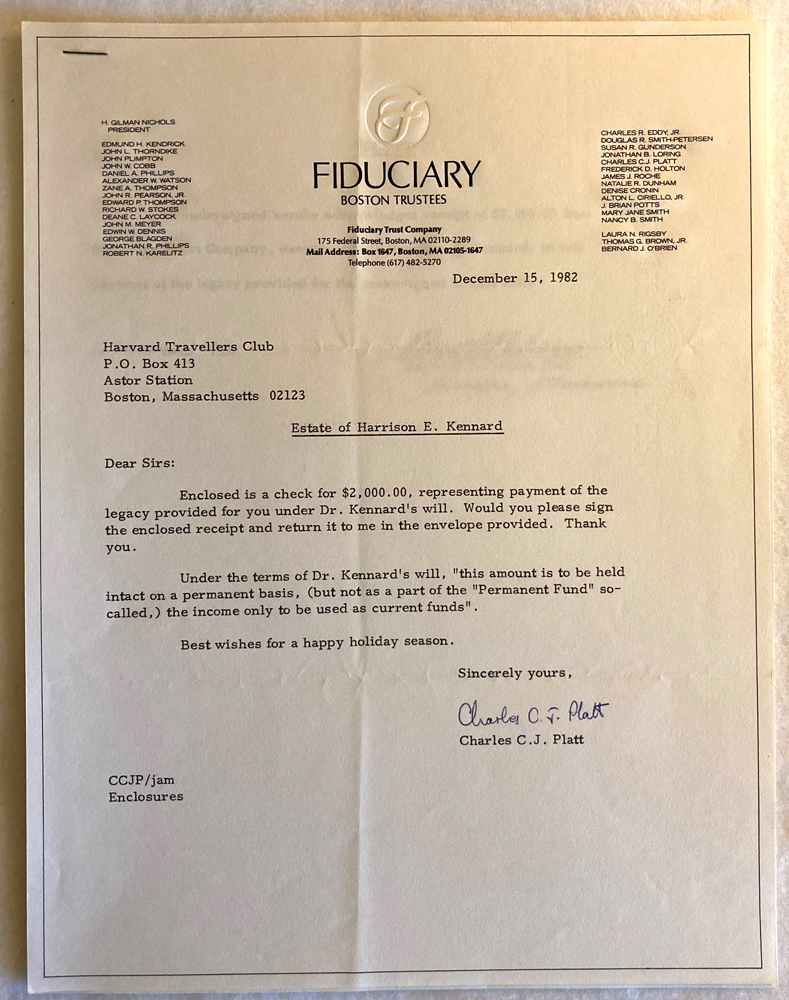 H. GILMAN NICHOLS
PRESIDENT
EDMUND H. KENDRICK
JOHN L. THORNDIKE
JOHN PLIMPTON
JOHN W. COBB
DANIEL A. PHILLIPS
ALEXANDER W. WATSON
ZANE A. THOMPSON
JOHN R. PEARSON, JR.
EDWARD P. THOMPSON
RICHARD W. STOKES
DEANE C. LAYCOCK
JOHN M. MEYER
EDWIN W. DENNIS
GEORGE BLAGDEN
JONATHAN R. PHILLIPS
ROBERT N. KARELITZ
FIDUCIARY
BOSTON TRUSTEES
Fiduciary Trust Company
175 Federal Street, Boston, MA 02110-2289
Mail Address: Box 1647, Boston, MA 02105-1647
Telephone (617) 482-5270
CHARLES R. EDDY, JR.
DOUGLAS R. SMITH-PETERSEN
SUSAN R. GUNDERSON
JONATHAN B. LORING
CHARLES C.J. PLATT
FREDERICK D. HOLTON
JAMES J. ROCHE
NATALIE R. DUNHAM
DENISE CRONIN
ALTON L. CIRIELLO, JR
J. BRIAN POTTS
MARY JANE SMITH
NANCY B. SMITH
LAURA N. RIGSBY
THOMAS G. BROWN, JR.
BERNARD J. O'BRIEN
December 15, 1982
Harvard Travellers Club
P.O. Box 413
Astor Station
Boston, Massachusetts 02123
Estate of Harrison E. Kennard
Dear Sirs:
Enclosed is a check for $2,000.00, representing payment of the
legacy provided for you under Dr. Kennard's will. Would you please sign
the enclosed receipt and return it to me in the envelope provided. Thank
you.
Under the terms of Dr. Kennard's will, "this amount is to be held
intact on a permanent basis, (but not as a part of the "Permanent Fund" so-
called,) the income only to be used as current funds".
Best wishes for a happy holiday season.
Sincerely yours,
Charles C. J. Platt
Charles C.J. Platt
CCJP/jam
Enclosures